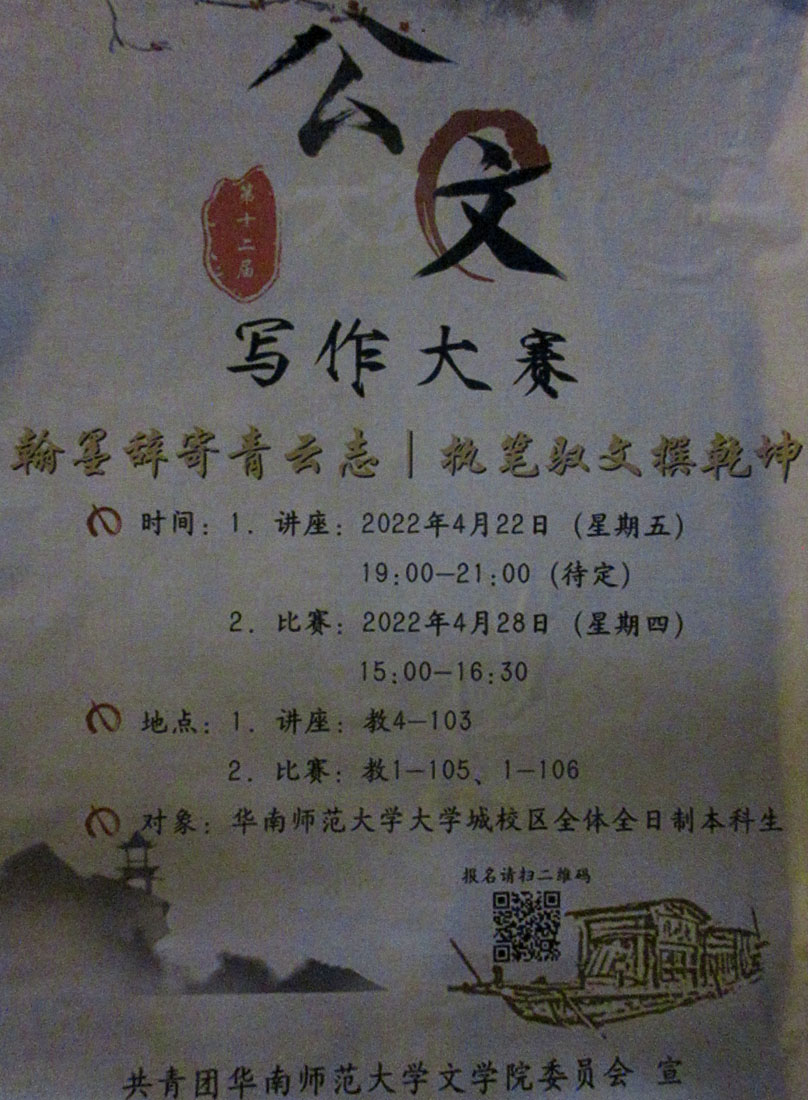 公文
第十二届
写作大赛
翰墨辞寄青云志|执笔驭文撰乾坤
时间：1．讲座：2022年4月22日（星期五）
19:00—21:00（待定）
2．比赛：2022年4月28日（星期四）
15:00—16:30
地点：1．讲座：教4—103
2．比赛：教1—105、1—106
对象：华南师范大学大学城校区全体全日制本科生
报名请扫二维码
共青团华南师范大学文学院委员会 宣